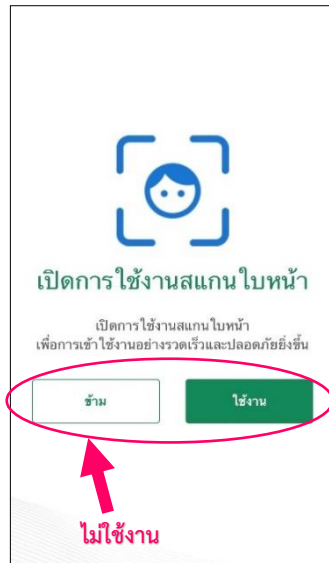 เปิดการใช้งานสแกนใบหน้า
เปิดการใช้งานสแกนใบหน้า
เพื่อการเข้าใช้งานอย่างรวดเร็วและปลอดภัยยิ่งขึ้น
ข้าม ใช้งาน
ไม่ใช้งาน